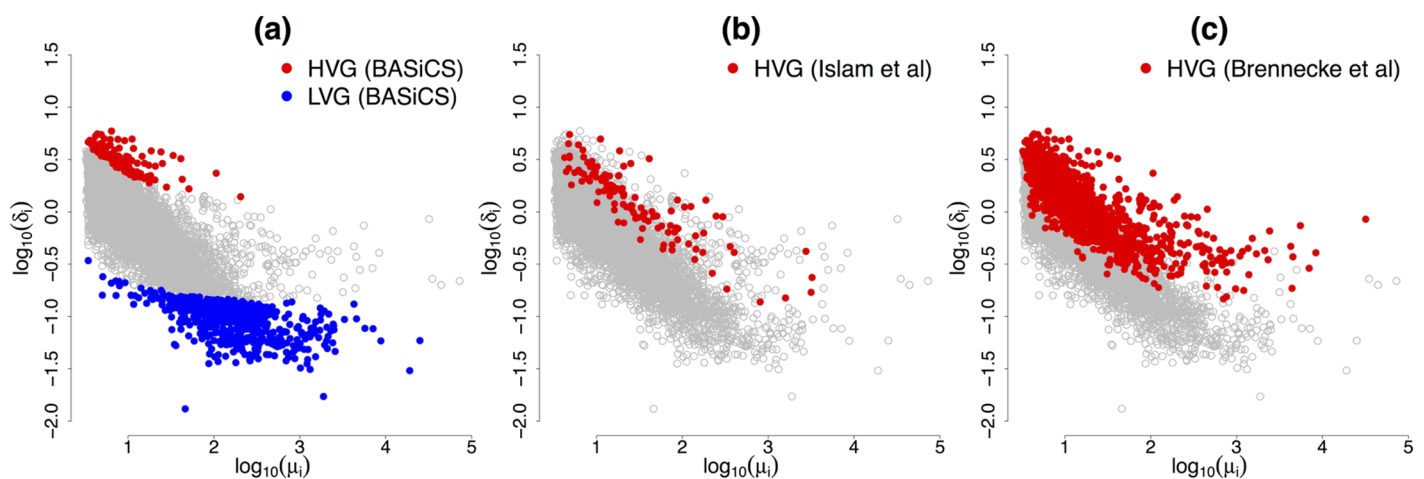 (a)
HVG (BASiCS)
LVG (BASiCS)
log10(δi)
1.5
1.0
0.5
0.0
−0.5
−1.0
−1.5
−2.0
1 2 3 4 5
log10(μi)
(b)
HVG (Islam et al)
log10(δi)
1.5
1.0
0.5
0.0
−0.5
−1.0
−1.5
−2.0
1 2 3 4 5
log10(μi)
(c)
HVG (Brennecke et al)
log10(δi)
1.5
1.0
0.5
0.0
−0.5
−1.0
−1.5
−2.0
1 2 3 4 5
log10(μi)